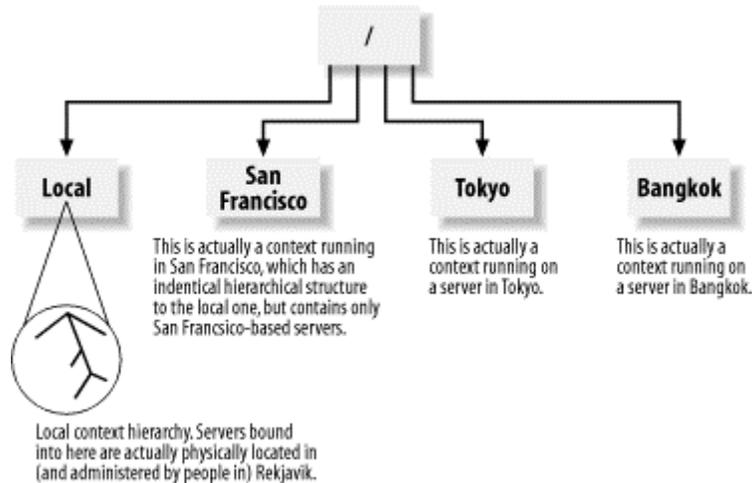 /
Local
San
Francisco
Tokyo
Bangkok
This is actually a context running
in San Francisco, which has an
indentical hierarchical structure
to the local one, but contains only
San Francsico-based servers.
This is actually a
context running on
a server in Tokyo.
This is actually a
context running on
a server in Bangkok.
Local context hierarchy. Servers bound
into here are actually physically located in
(and administered by people in) Rekjavik.